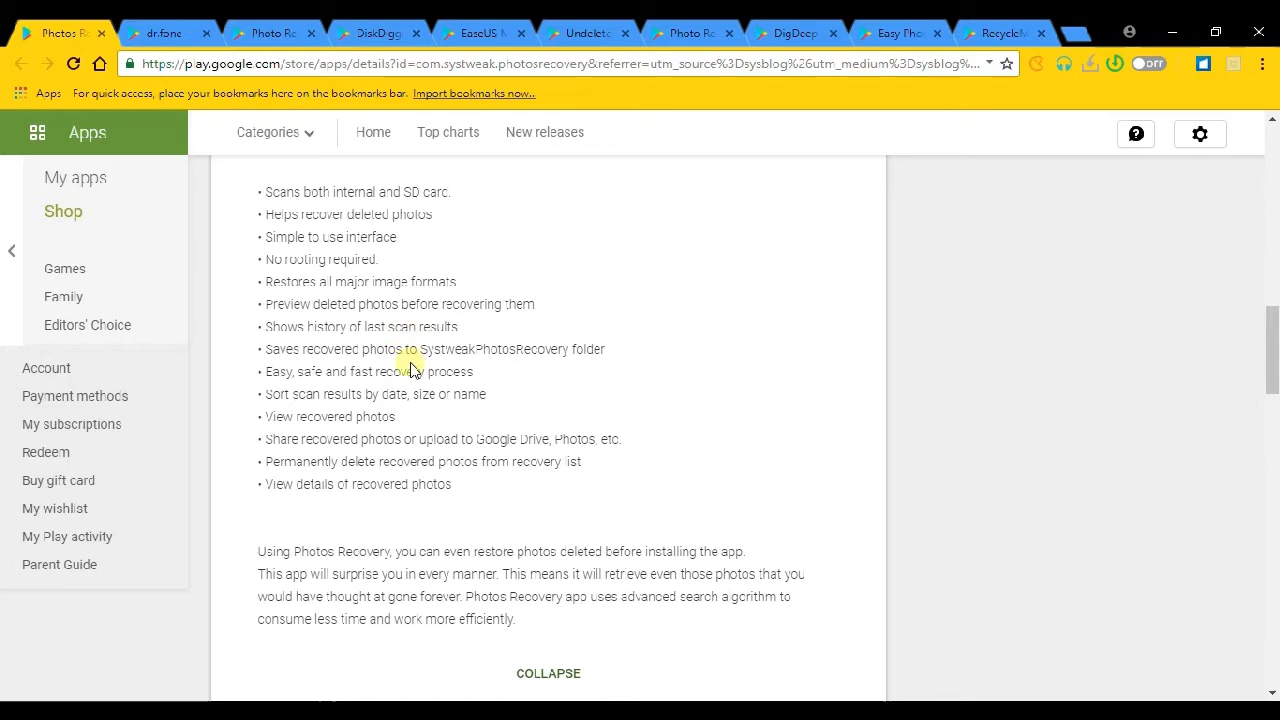 Photos Re
dr.fone
Photo Re
DiskDigg
EaseUS M
Undelete
Photo Re
DigDeep
Easy Pho
RecycleM
https://play.google.com/store/apps/details?id=com.systweak.photosrecovery&referrer=utm_source%3Dsysblog%26utm_medium%3Dsysblog%...
OFF
Apps
For quick access, place your bookmarks here on the bookmarks bar. Import bookmarks now...
Apps
Categories
Home
Top charts
New releases
My apps
Shop
Games
Family
Editors' Choice
Account
Payment methods
My subscriptions
Redeem
Buy gift card
My wishlist
My Play activity
Parent Guide
• Scans both internal and SD card.
• Helps recover deleted photos
• Simple to use interface
• No rooting required.
• Restores all major image formats
• Preview deleted photos before recovering them
• Shows history of last scan results
• Saves recovered photos to SystweakPhotosRecovery folder
• Easy, safe and fast recovery process
• Sort scan results by date, size or name
• View recovered photos
• Share recovered photos or upload to Google Drive, Photos, etc.
• Permanently delete recovered photos from recovery list
• View details of recovered photos
Using Photos Recovery, you can even restore photos deleted before installing the app.
This app will surprise you in every manner. This means it will retrieve even those photos that you
would have thought at gone forever. Photos Recovery app uses advanced search algorithm to
consume less time and work more efficiently.
COLLAPSE